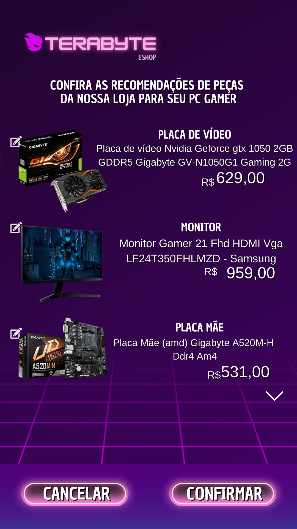 TERABYTE
ESHOP
CONFIRA AS RECOMENDAÇÕES DE PEÇAS
DA NOSSA LOJA PARA SEU PC GAMER
PLACA DE VÍDEO
Placa de vídeo Nvidia Geforce gtx 1050 2GB
GDDR5 Gigabyte GV-N1050G1 Gaming 2G
R$629,00
MONITOR
Monitor Gamer 21 Fhd HDMI Vga
LF24T350FHLMZD - Samsung
R$ 959,00
PLACA MÃE
Placa Mãe (amd) Gigabyte A520M-H
Ddr4 Am4
R$531,00
CANCELAR CONFIRMAR